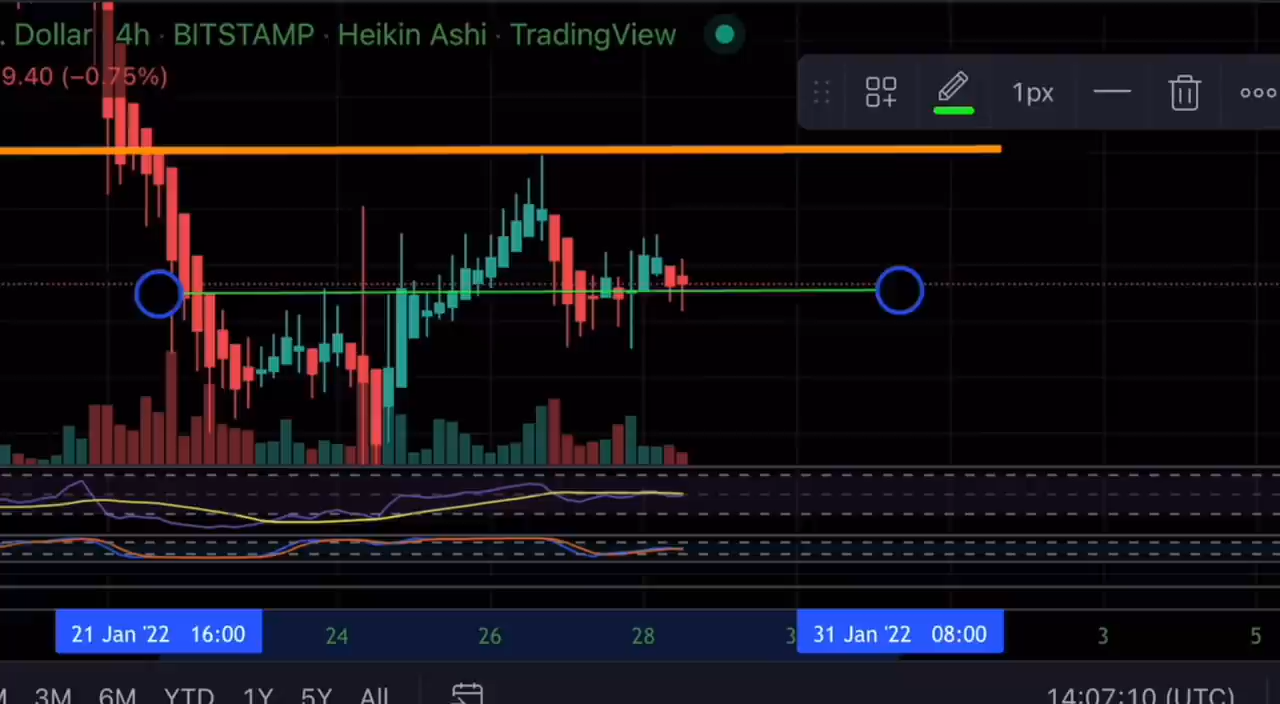 . Dollar 4h · BITSTAMP · Heikin Ashi · TradingView
9.40 (−0.75%)
1px
21 Jan '22 16:00 24 26 28 3 31 Jan '22 08:00 3 5
M 3M 6M YTD 1Y 5Y All 14:07:10 (UTC)